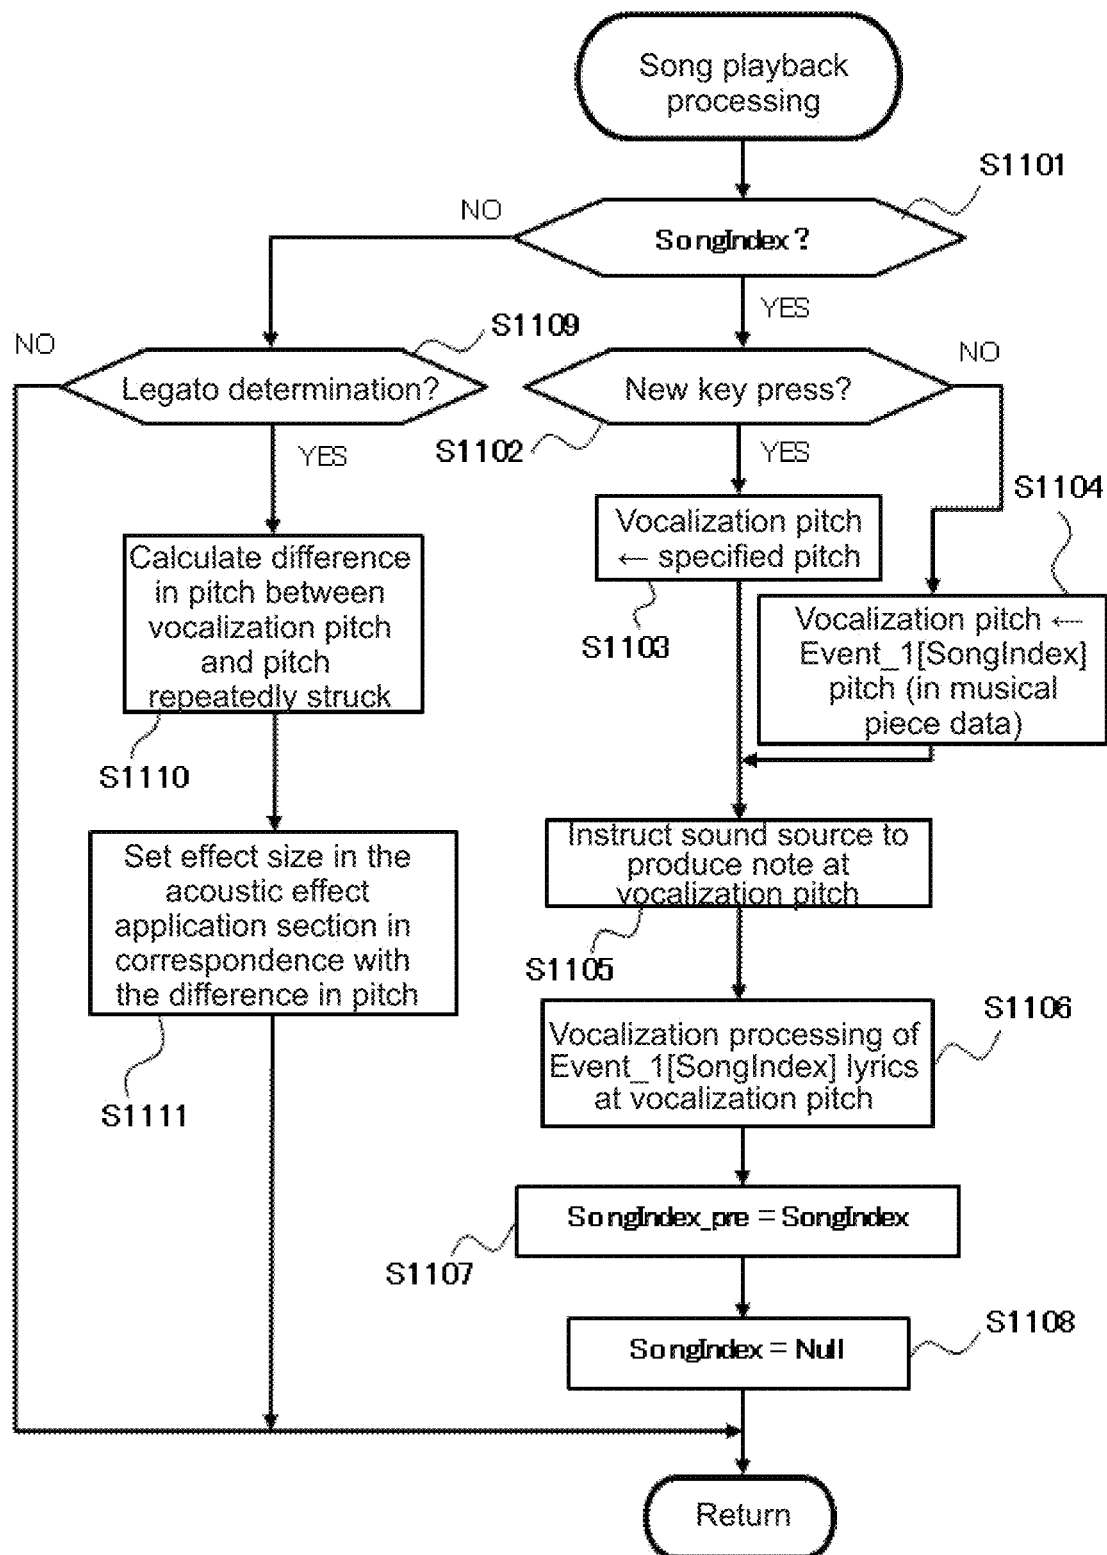 Song playback
processing
S1101
NO
SongIndex?
YES
S1109
NO
Legato determination?
New key press?
NO
S1102
YES
YES
S1104
Vocalization pitch
← specified pitch
S1103
Calculate difference
in pitch between
vocalization pitch
and pitch
repeatedly struck
S1110
Vocalization pitch ←
Event_1[SongIndex]
pitch (in musical
piece data)
Instruct sound source to
produce note at
vocalization pitch
S1105
Set effect size in the
acoustic effect
application section in
correspondence with
the difference in pitch
S1111
S1106
Vocalization processing of
Event_1[SongIndex] lyrics
at vocalization pitch
SongIndex_pre = SongIndex
S1107
S1108
SongIndex = Null
Return